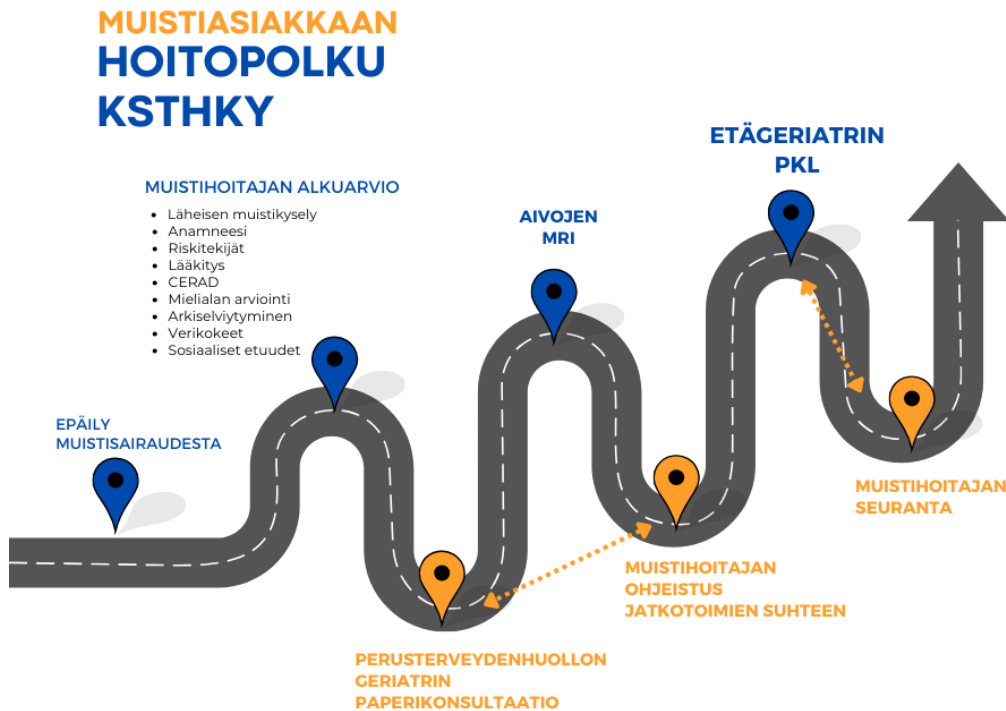 MUISTIASIAKKAAN
HOITOPOLKU
KSTHKY
EPÄILY
MUISTISAIRAUDESTA
MUISTIHOITAJAN ALKUARVIO
• Läheisen muistikysely
• Anamneesi
• Riskitekijät
• Lääkitys
• CERAD
• Mielialan arviointi
• Arkiselviytyminen
• Verikokeet
• Sosiaaliset etuudet
PERUSTERVEYDENHUOLLON
GERIATRIN
PAPERIKONSULTAATIO
AIVOJEN
MRI
MUISTIHOITAJAN
OHJEISTUS
JATKOTOIMIEN SUHTEEN
ETÄGERIATRIN
PKL
MUISTIHOITAJAN
SEURANTA